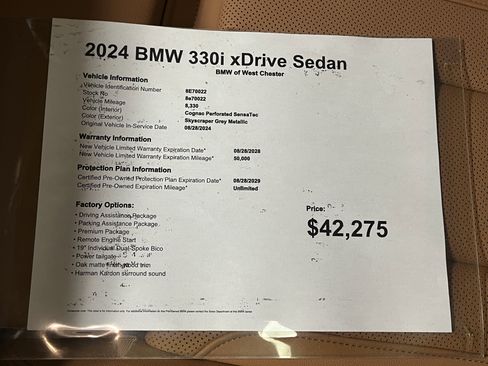 2024 BMW 330i xDrive Sedan
BMW of West Chester
Vehicle Information
Vehicle Identification Number 8E70022
Stock No 8e70022
Vehicle Mileage 8,330
Color (Interior) Cognac Perforated SensaTec
Color (Exterior) Skyscraper Grey Metallic
Original Vehicle In-Service Date 08/28/2024
Warranty Information
New Vehicle Limited Warranty Expiration Date* 08/28/2028
New Vehicle Limited Warranty Expiration Mileage* 50,000
Protection Plan Information
Certified Pre-Owned Protection Plan Expiration Date* 08/28/2029
Certified Pre-Owned Expiration Mileage* Unlimited
Factory Options:
• Driving Assistance Package
• Parking Assistance Package
• Premium Package
• Remote Engine Start
• 19" Individual Dual-Spoke Bico
• Power tailgate
• Oak matte wood trim
• Harman Kardon surround sound
Price:
$42,275